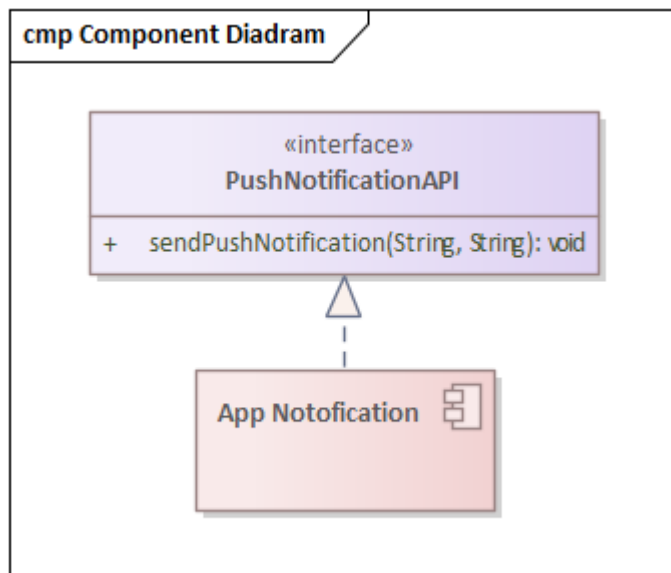 cmp Component Diadram
«interface»
PushNotificationAPI
+ sendPushNotification(String, String): void
App Notofication